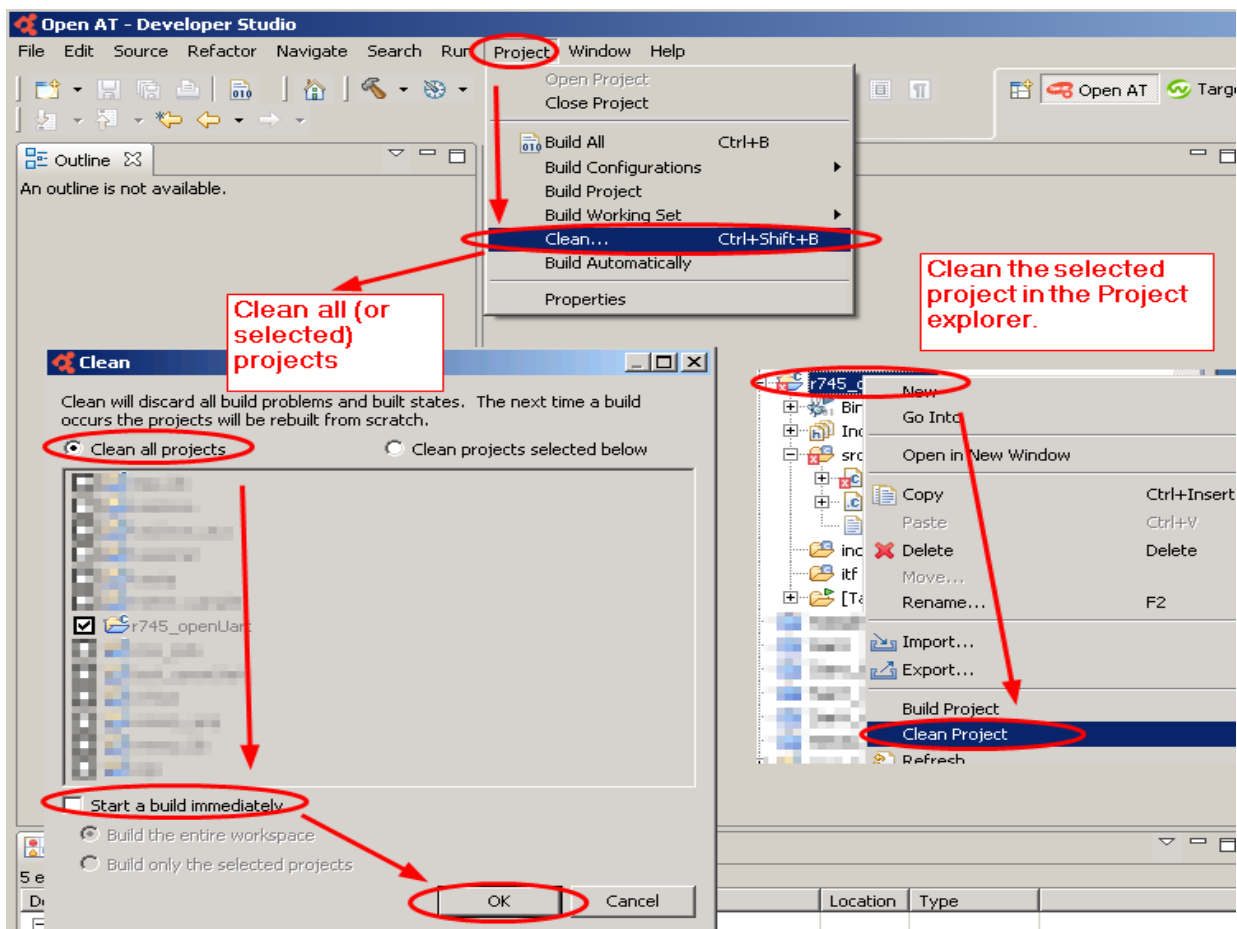 Open AT - Developer Studio
File Edit Source Refactor Navigate Search Run Project Window Help
Open AT
Outline
An outline is not available.
Open Project
Close Project
Build All Ctrl+B
Build Configurations
Build Project
Build Working Set
Clean... Ctrl+Shift+B
Build Automatically
Properties
Clean all (or
selected)
projects
Clean the selected
project in the Project
explorer.
Clean
Clean will discard all build problems and built states. The next time a build
occurs the projects will be rebuilt from scratch.
Clean all projects Clean projects selected below
r745_openUart
Start a build immediately
Build the entire workspace
Build only the selected projects
OK Cancel
New
Go Into
Open in New Window
Copy Ctrl+Insert
Paste Ctrl+V
Delete Delete
Move...
Rename... F2
Import...
Export...
Build Project
Clean Project
Refresh
src
itf
Location Type